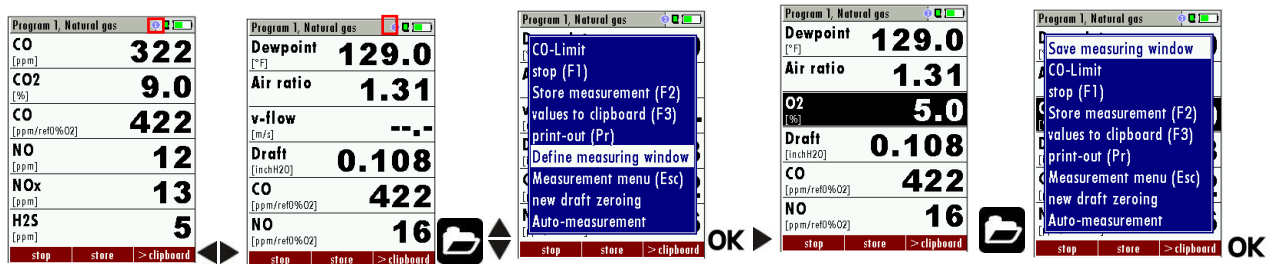 Program 1, Natural gas
CO 322
[ppm]
CO2 9.0
[%]
CO 422
[ppm/ref0%O2]
NO 12
[ppm]
NOx 13
[ppm]
H2S 5
[ppm]
stop store >clipboard
Program 1, Natural gas
Dewpoint 129.0
[°F]
Air ratio 1.31
v-flow --.-
[m/s]
Draft 0.108
[inchH2O]
CO 422
[ppm/ref0%O2]
NO 16
[ppm/ref0%O2]
stop store >clipboard
Program 1, Natural gas
CO-Limit
stop (F1)
Store measurement (F2)
values to clipboard (F3)
print-out (Pr)
Define measuring window
Measurement menu (Esc)
new draft zeroing
Auto-measurement
stop store >clipboard
OK
Program 1, Natural gas
Dewpoint 129.0
[°F]
Air ratio 1.31
O2 5.0
[%]
Draft 0.108
[inchH2O]
CO 422
[ppm/ref0%O2]
NO 16
[ppm/ref0%O2]
stop store >clipboard
Program 1, Natural gas
Save measuring window
CO-Limit
stop (F1)
Store measurement (F2)
values to clipboard (F3)
print-out (Pr)
Measurement menu (Esc)
new draft zeroing
Auto-measurement
stop store >clipboard
OK